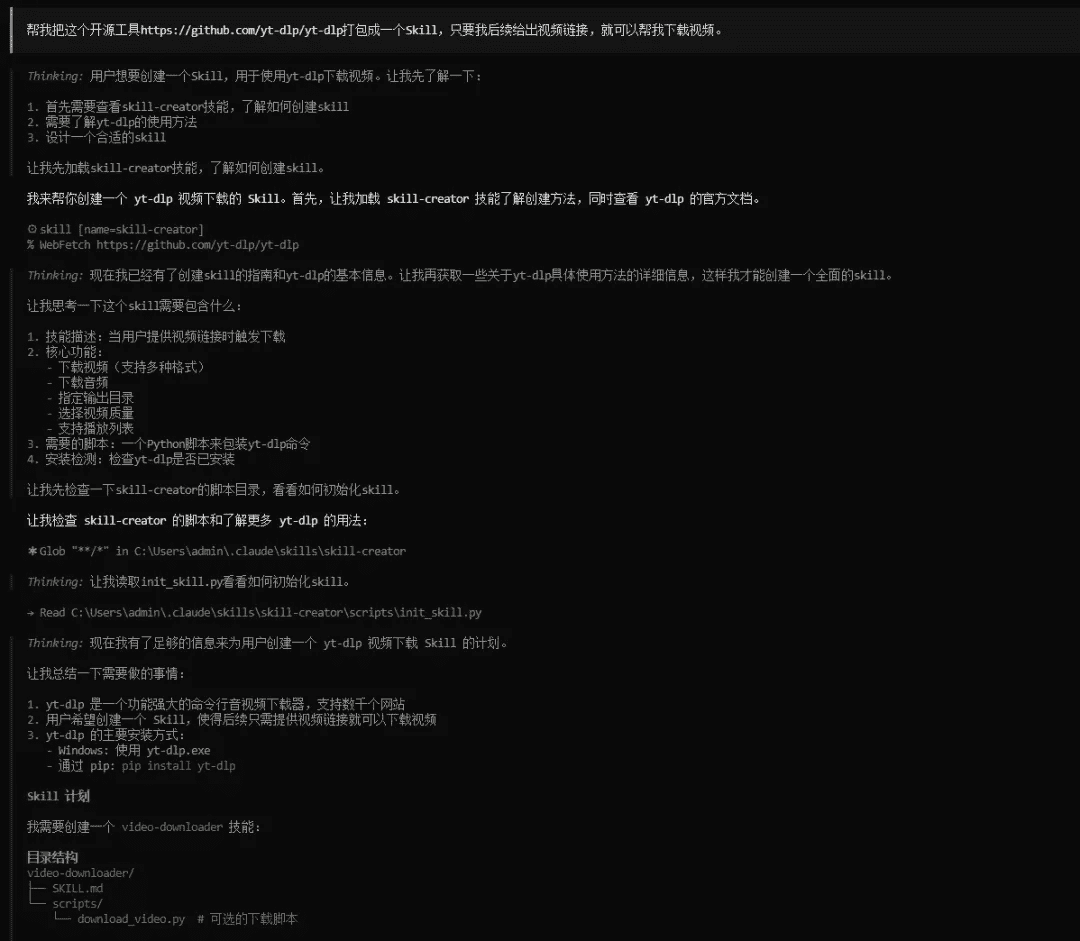 帮我把这个开源工具https://github.com/yt-dlp/yt-dlp打包成一个Skill，只要我后续给出视频链接，就可以帮我下载视频。
Thinking: 用户想要创建一个Skill，用于使用yt-dlp下载视频。让我先了解一下：
1. 首先需要查看skill-creator技能，了解如何创建skill
2. 需要了解yt-dlp的使用方法
3. 设计一个合适的skill
让我先加载skill-creator技能，了解如何创建skill。
我来帮你创建一个 yt-dlp 视频下载的 Skill。首先，让我加载 skill-creator 技能了解创建方法，同时查看 yt-dlp 的官方文档。
⚙ skill [name=skill-creator]
% WebFetch https://github.com/yt-dlp/yt-dlp
Thinking: 现在我已经有了创建skill的指南和yt-dlp的基本信息。让我再获取一些关于yt-dlp具体使用方法的详细信息，这样我才能创建一个全面的skill。
让我思考一下这个skill需要包含什么：
1. 技能描述：当用户提供视频链接时触发下载
2. 核心功能：
- 下载视频（支持多种格式）
- 下载音频
- 指定输出目录
- 选择视频质量
- 支持播放列表
3. 需要的脚本：一个Python脚本来包装yt-dlp命令
4. 安装检测：检查yt-dlp是否已安装
让我先检查一下skill-creator的脚本目录，看看如何初始化skill。
让我检查 skill-creator 的脚本和了解更多 yt-dlp 的用法：
✱ Glob "**/*" in C:\Users\admin\.claude\skills\skill-creator
Thinking: 让我读取init_skill.py看看如何初始化skill。
→ Read C:\Users\admin\.claude\skills\skill-creator\scripts\init_skill.py
Thinking: 现在我有了足够的信息来为用户创建一个 yt-dlp 视频下载 Skill 的计划。
让我总结一下需要做的事情：
1. yt-dlp 是一个功能强大的命令行音视频下载器，支持数千个网站
2. 用户希望创建一个 Skill，使得后续只需提供视频链接就可以下载视频
3. yt-dlp 的主要安装方式：
- Windows: 使用 yt-dlp.exe
- 通过 pip: pip install yt-dlp
Skill 计划
我需要创建一个 video-downloader 技能：
目录结构
video-downloader/
├── SKILL.md
└── scripts/
└── download_video.py # 可选的下载脚本